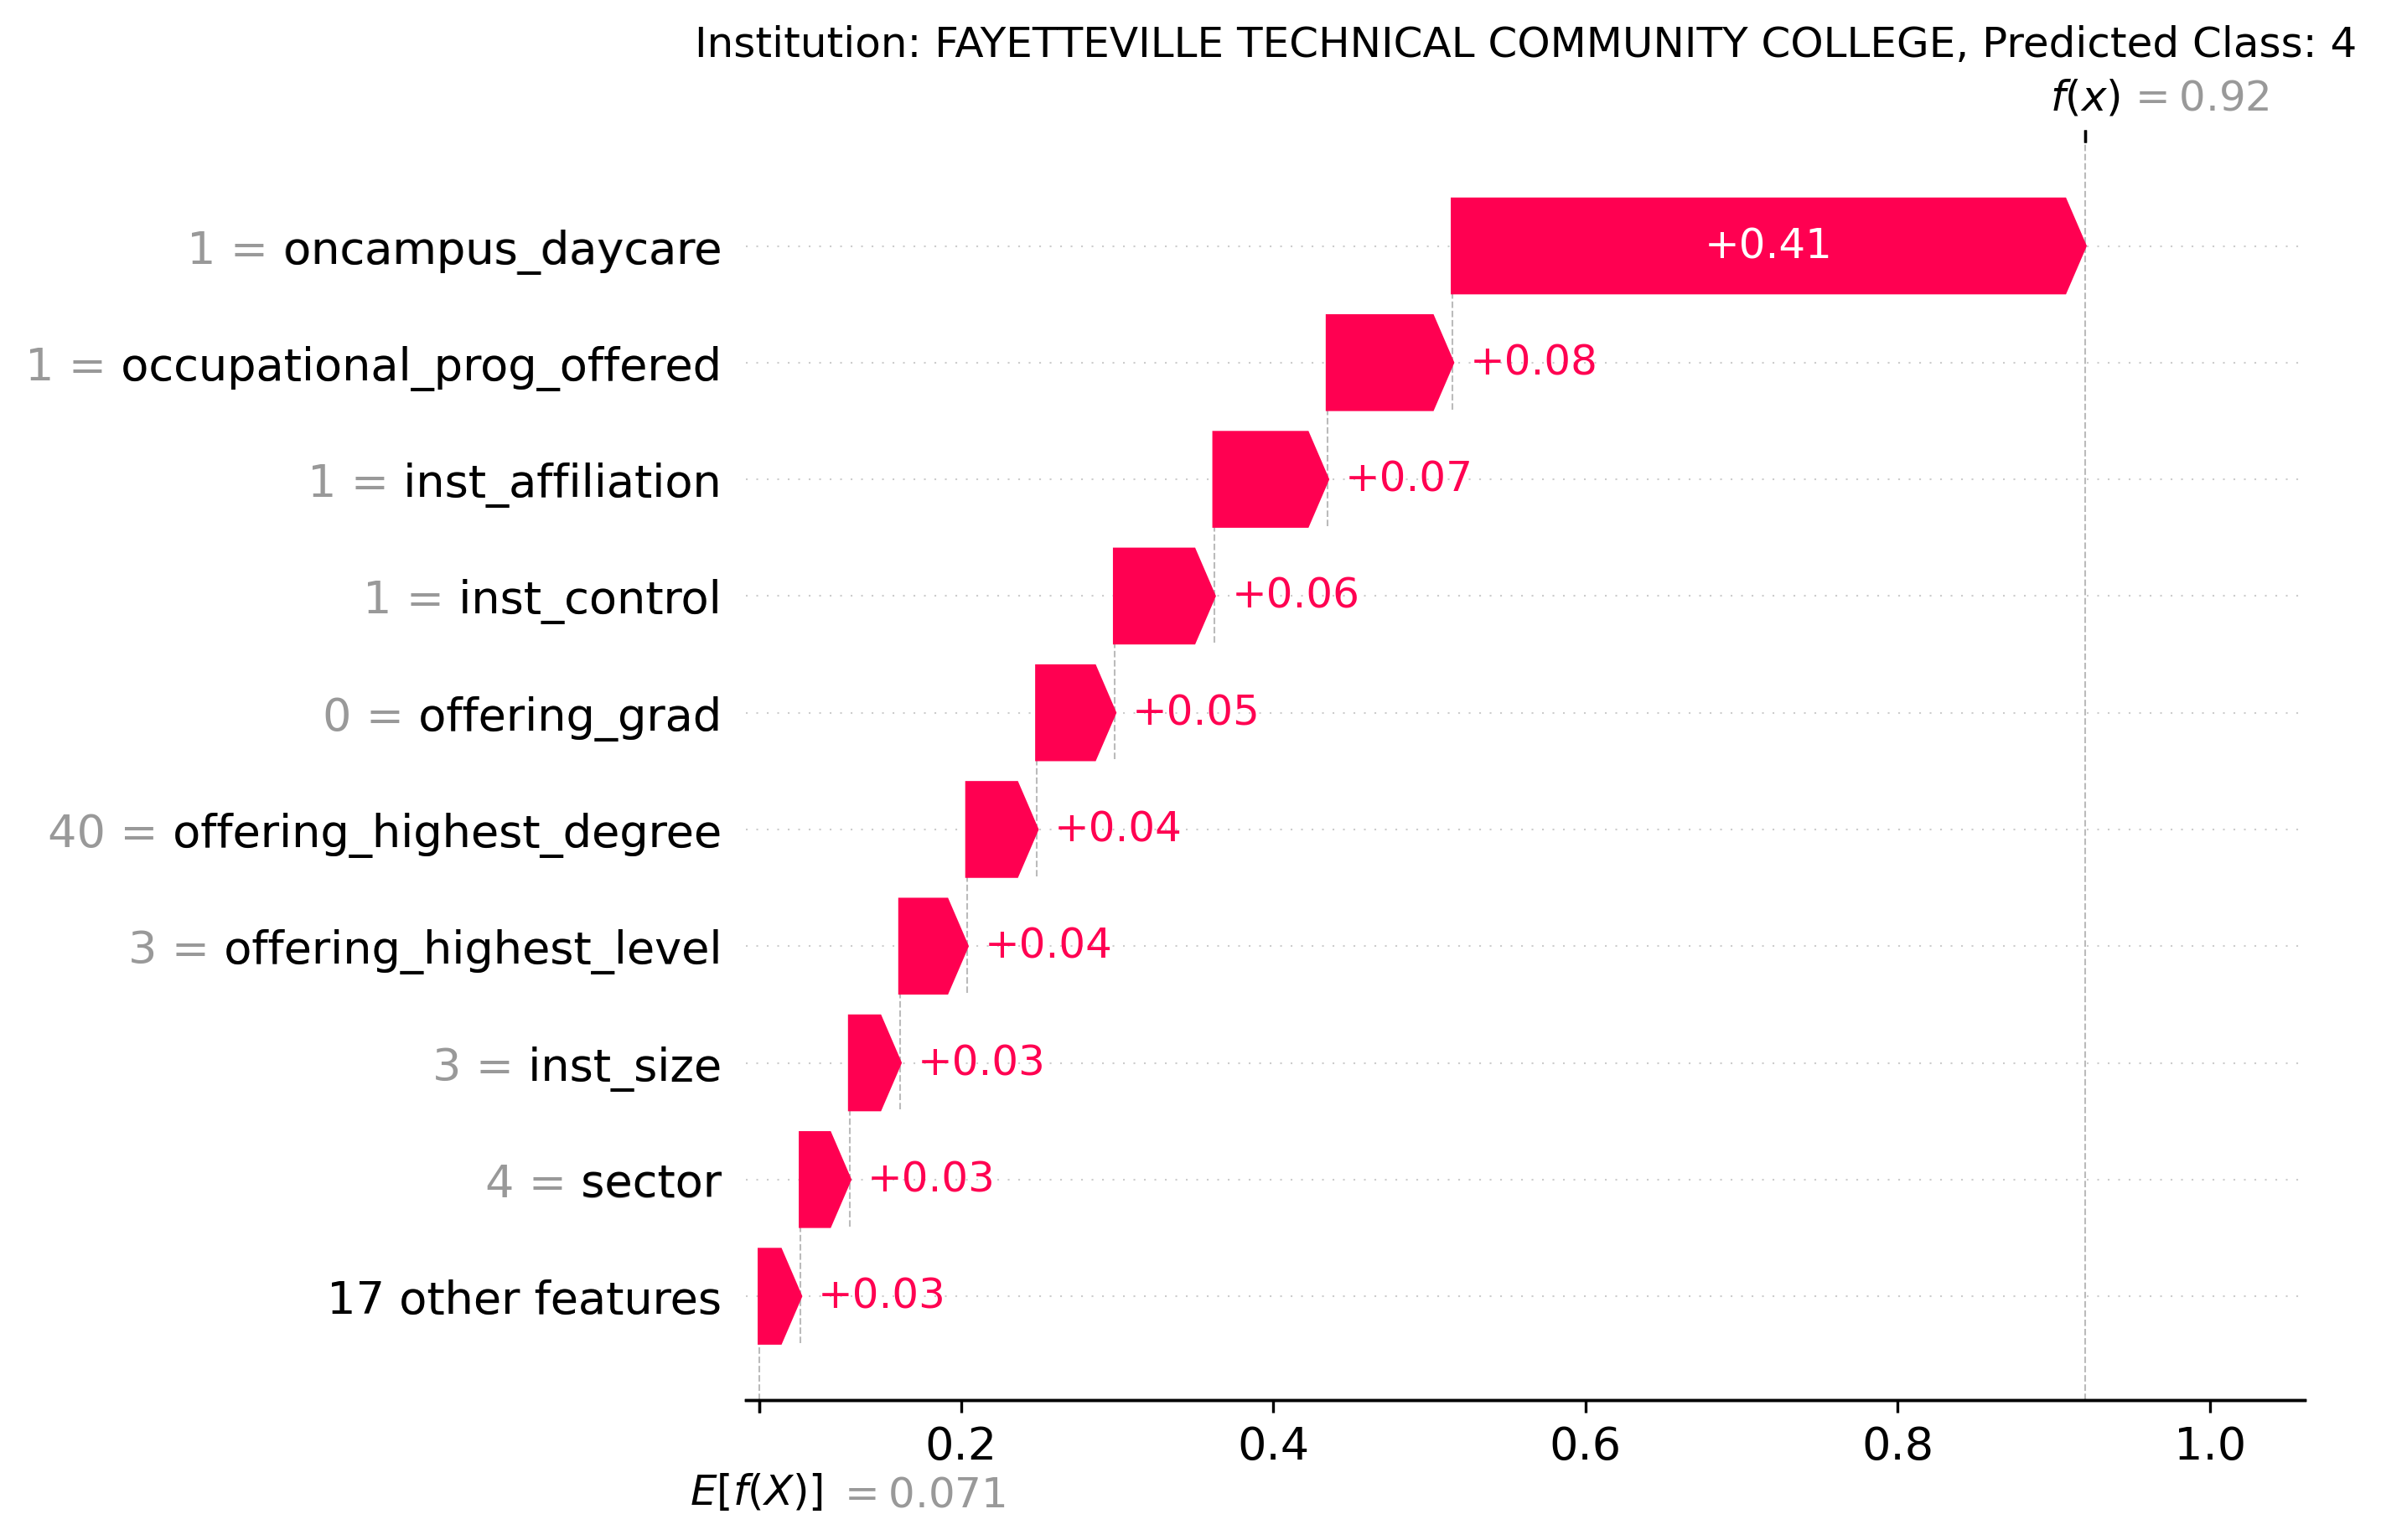 Institution: FAYETTEVILLE TECHNICAL COMMUNITY COLLEGE, Predicted Class: 4
f(x) = 0.92
1 = oncampus_daycare +0.41
1 = occupational_prog_offered +0.08
1 = inst_affiliation +0.07
1 = inst_control +0.06
0 = offering_grad +0.05
40 = offering_highest_degree +0.04
3 = offering_highest_level +0.04
3 = inst_size +0.03
4 = sector +0.03
17 other features +0.03
0.2 0.4 0.6 0.8 1.0
E[f(X)] = 0.071